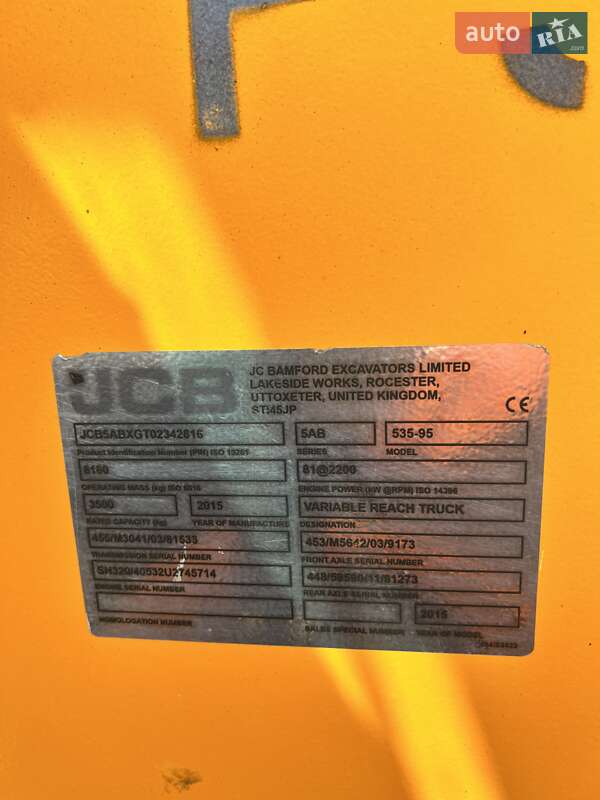 auto RIA
.com
JCB
JC BAMFORD EXCAVATORS LIMITED
LAKESIDE WORKS, ROCESTER,
UTTOXETER, UNITED KINGDOM,
ST145JP
CE
JCB5ABXGT02342816
5AB
535-95
Product Identification Number (PIN) ISO 10261
SERIES
MODEL
8160
81@2200
OPERATING MASS (kg) ISO 6016
ENGINE POWER (kW @RPM) ISO 14396
3500
2015
VARIABLE REACH TRUCK
RATED CAPACITY (kg)
YEAR OF MANUFACTURE
DESIGNATION
453/M5642/03/9173
TRANSMISSION SERIAL NUMBER
FRONT AXLE SERIAL NUMBER
SH320/40532U2745714
ENGINE SERIAL NUMBER
REAR AXLE SERIAL NUMBER
2015
HOMOLOGATION NUMBER
SALES SPECIAL NUMBER
YEAR OF MODEL